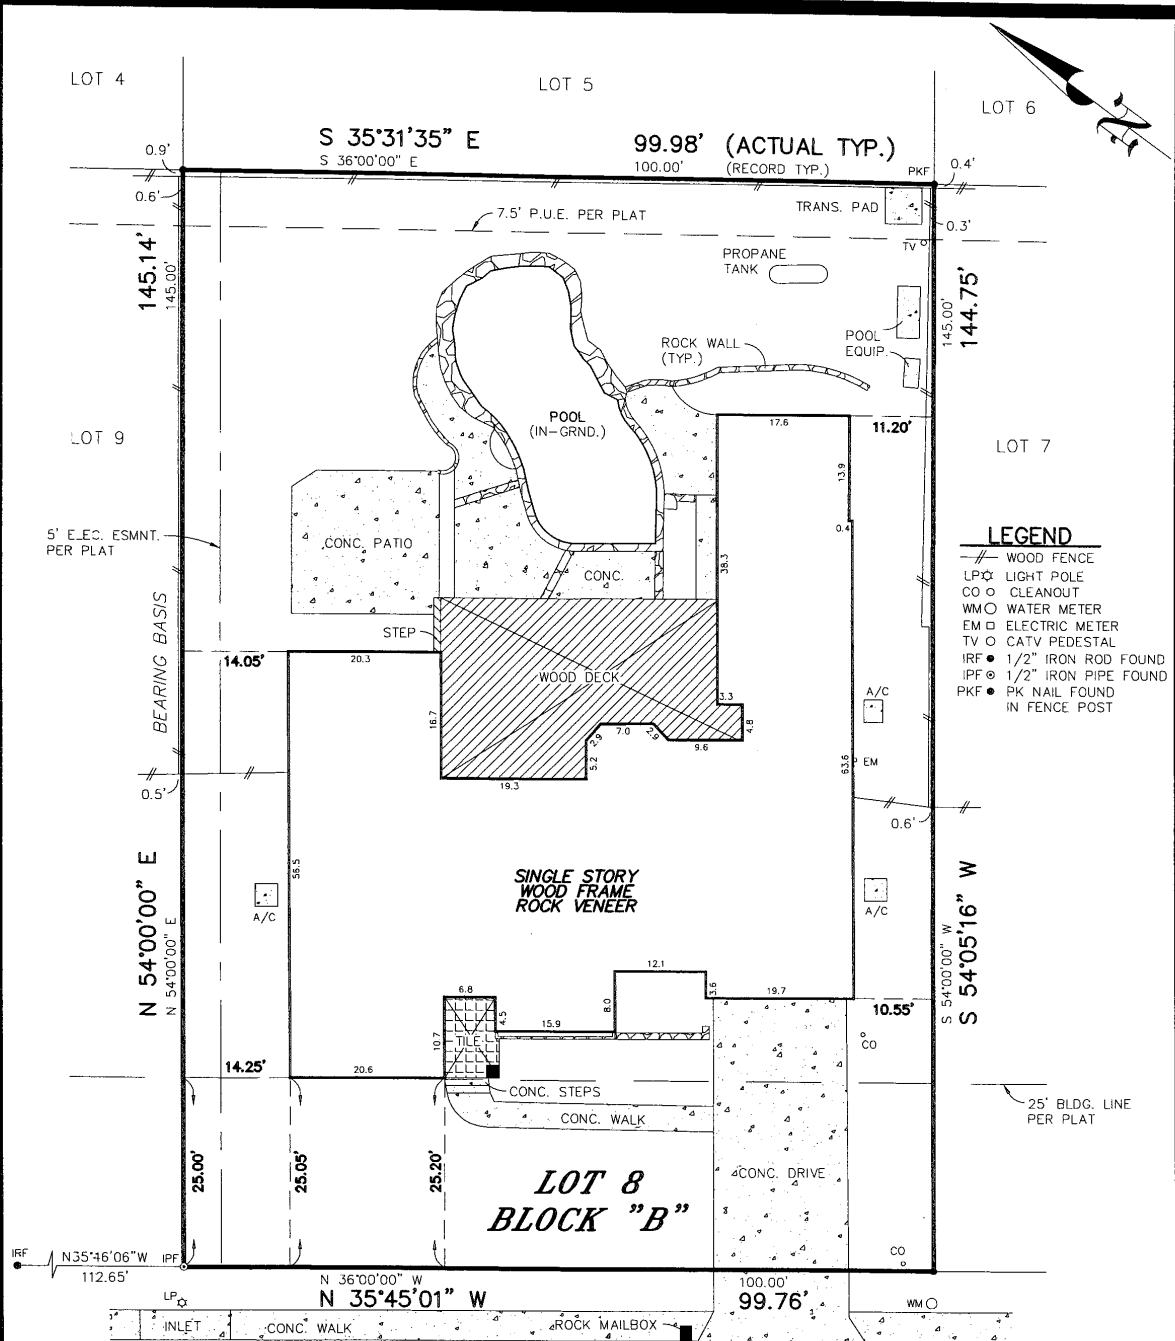 LOT 4
LOT 5
LOT 6
N
S 35°31'35" E
99.98' (ACTUAL TYP.)
S 36°00'00" E
100.00'
(RECORD TYP.)
PKF
0.9'
0.4'
0.6'
0.3'
TRANS. PAD
7.5' P.U.E. PER PLAT
TV
PROPANE
TANK
145.14'
145.00'
145.00'
144.75'
POOL
EQUIP.
ROCK WALL
(TYP.)
POOL
(IN-GRND.)
17.6
11.20'
LOT 9
LOT 7
13.9
0.4
38.3
5' ELEC. ESMNT.
PER PLAT
CONC. PATIO
CONC.
LEGEND
WOOD FENCE
LP LIGHT POLE
CO CLEANOUT
WM WATER METER
EM ELECTRIC METER
TV CATV PEDESTAL
IRF 1/2" IRON ROD FOUND
IPF 1/2" IRON PIPE FOUND
PKF PK NAIL FOUND
IN FENCE POST
BEARING BASIS
STEP
14.05'
20.3
WOOD DECK
16.7
3.3
4.8
A/C
2.9
7.0
2.9
9.6
5.2
19.3
63.6
EM
0.5'
0.6'
56.5
SINGLE STORY
WOOD FRAME
ROCK VENEER
A/C
A/C
N 54°00'00" E
N 54°00'00" E
S 54°00'00" W
S 54°05'16" W
12.1
3.6
19.7
10.55'
6.8
4.5
15.9
8.0
10.7
TILE
CO
14.25'
20.6
CONC. STEPS
CONC. WALK
25' BLDG. LINE
PER PLAT
25.00'
25.05'
25.20'
LOT 8
BLOCK "B"
CONC. DRIVE
IRF
N35°46'06"W
112.65'
IPF
CO
N 36°00'00" W
100.00'
N 35°45'01" W
99.76'
LP
WM
INLET
CONC. WALK
ROCK MAILBOX